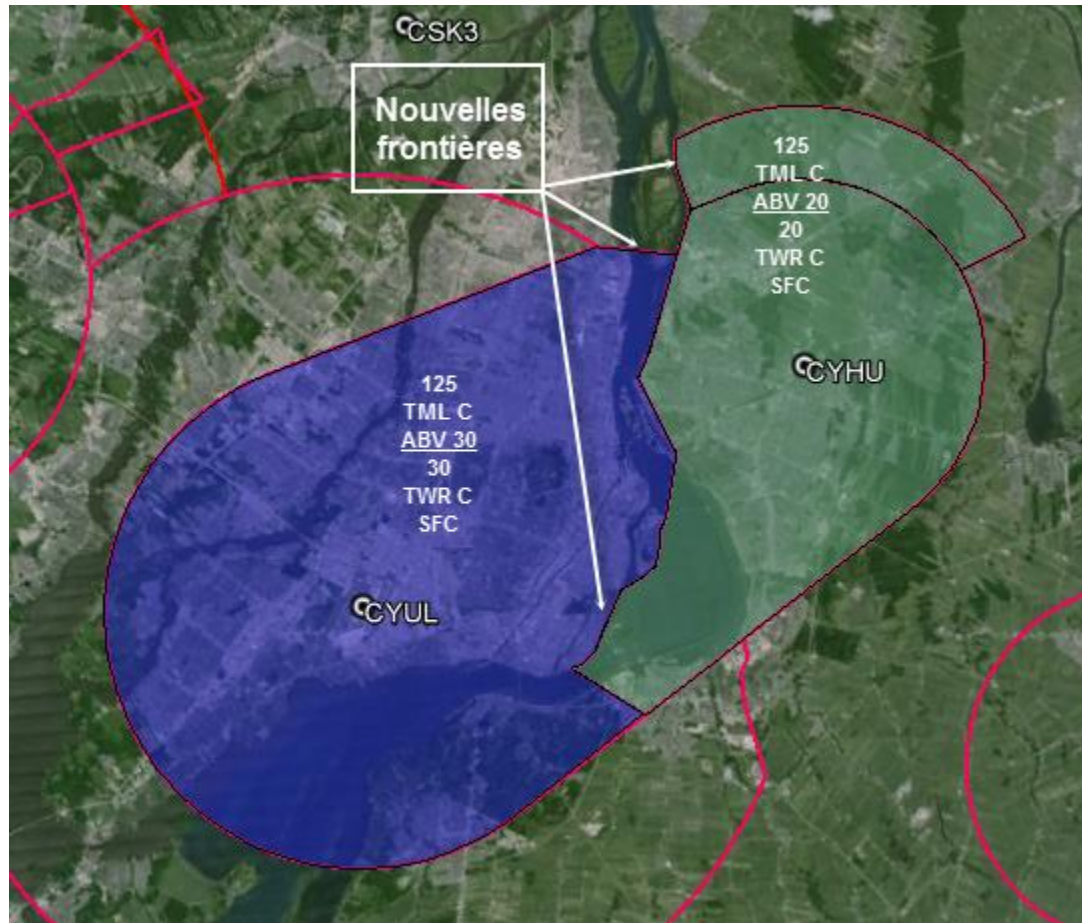 CSK3
Nouvelles
frontières
125
TML C
ABV 20
20
TWR C
SFC
CYHU
125
TML C
ABV 30
30
TWR C
SFC
CYUL